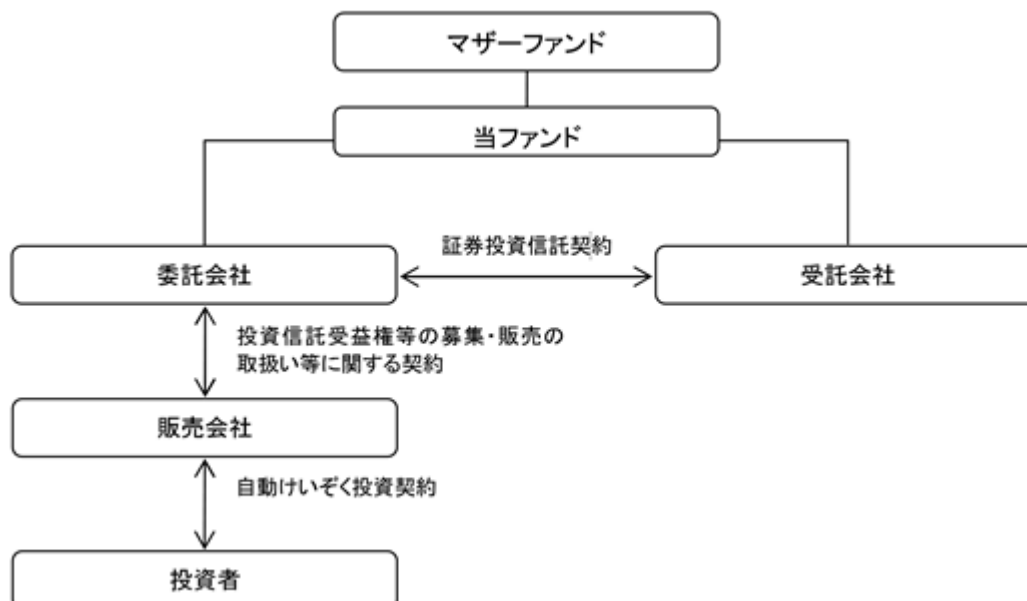 マザーファンド
当ファンド
証券投資信託契約
委託会社
受託会社
投資信託受益権等の募集・販売の
取扱い等に関する契約
販売会社
自動けいぞく投資契約
投資者